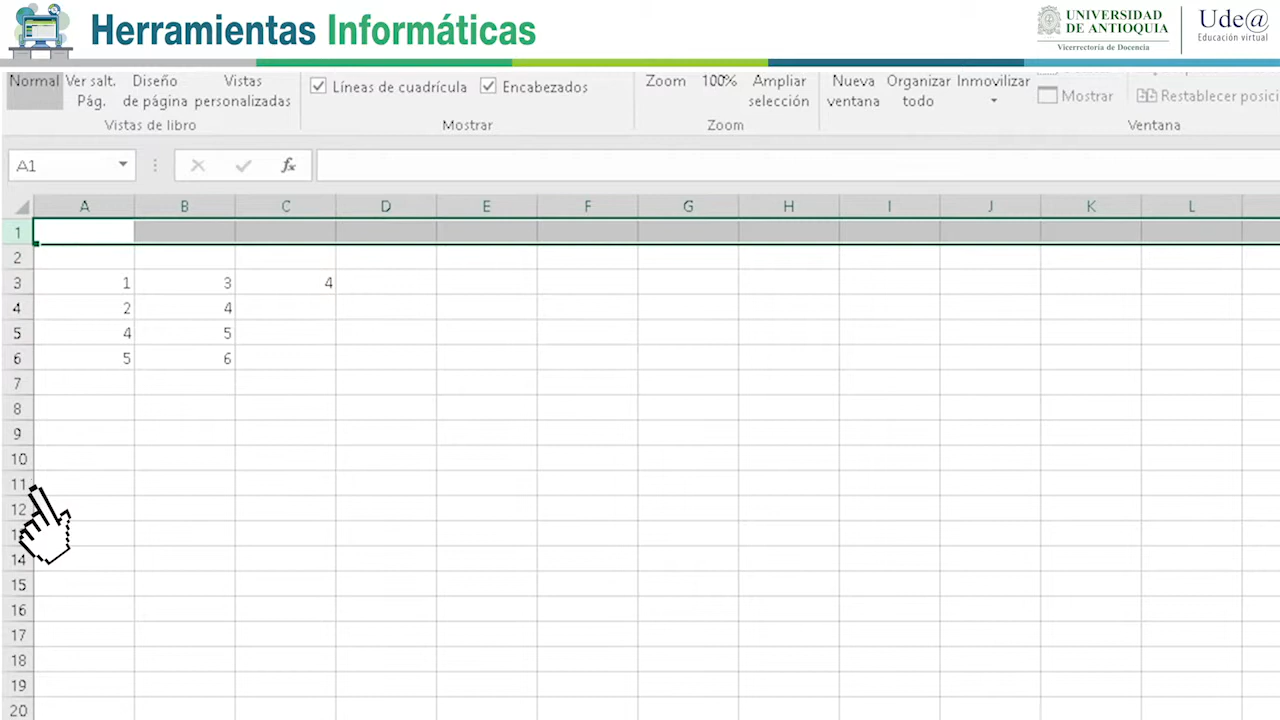 Herramientas Informáticas
UNIVERSIDAD
DE ANTIOQUIA
Vicerrectoría de Docencia
Ude@
Educación virtual
Normal
Ver salt.
Pág.
Diseño
de página
Vistas
personalizadas
Vistas de libro
Líneas de cuadrícula
Encabezados
Mostrar
Zoom
100%
Ampliar
selección
Zoom
Nueva
ventana
Organizar
todo
Inmovilizar
Mostrar
Restablecer posici
Ventana
A1
fx
A B C D E F G H I J K L
1
2
3 1 3 4
4 2 4
5 4 5
6 5 6
7
8
9
10
11
12
14
15
16
17
18
19
20